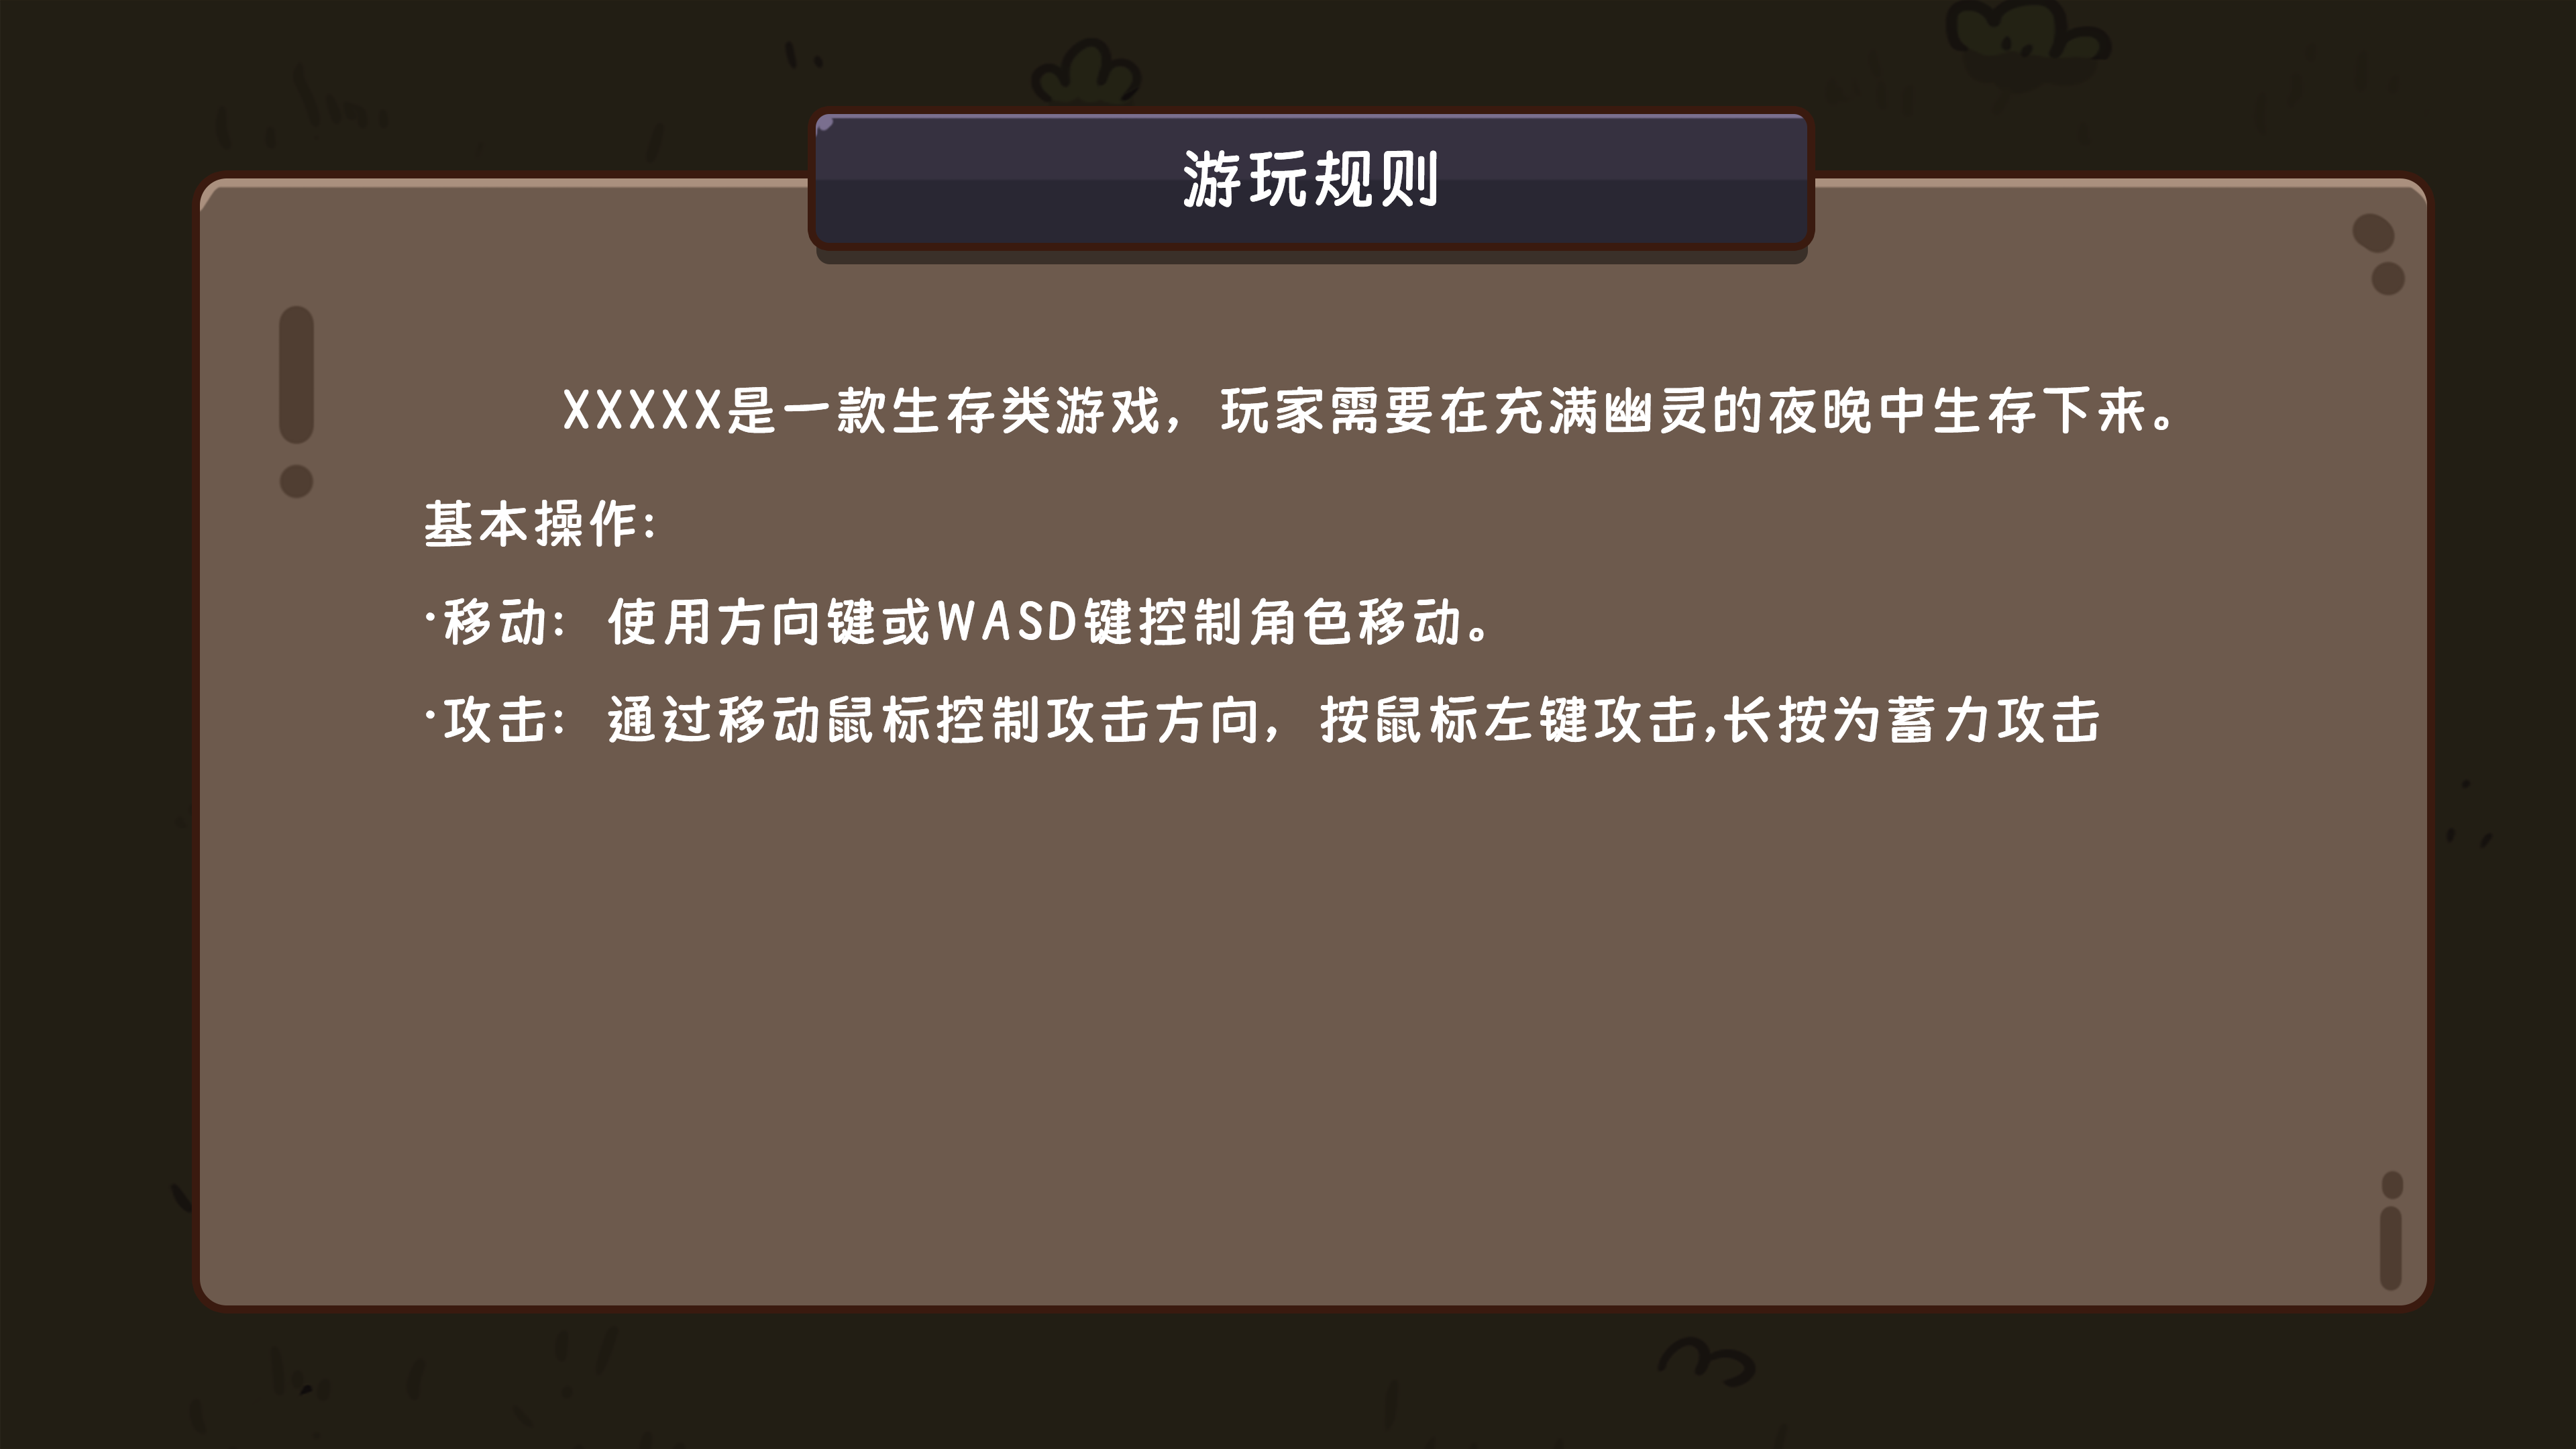 游玩规则
XXXXX是一款生存类游戏，玩家需要在充满幽灵的夜晚中生存下来。
基本操作：
·移动：使用方向键或WASD键控制角色移动。
·攻击：通过移动鼠标控制攻击方向，按鼠标左键攻击,长按为蓄力攻击